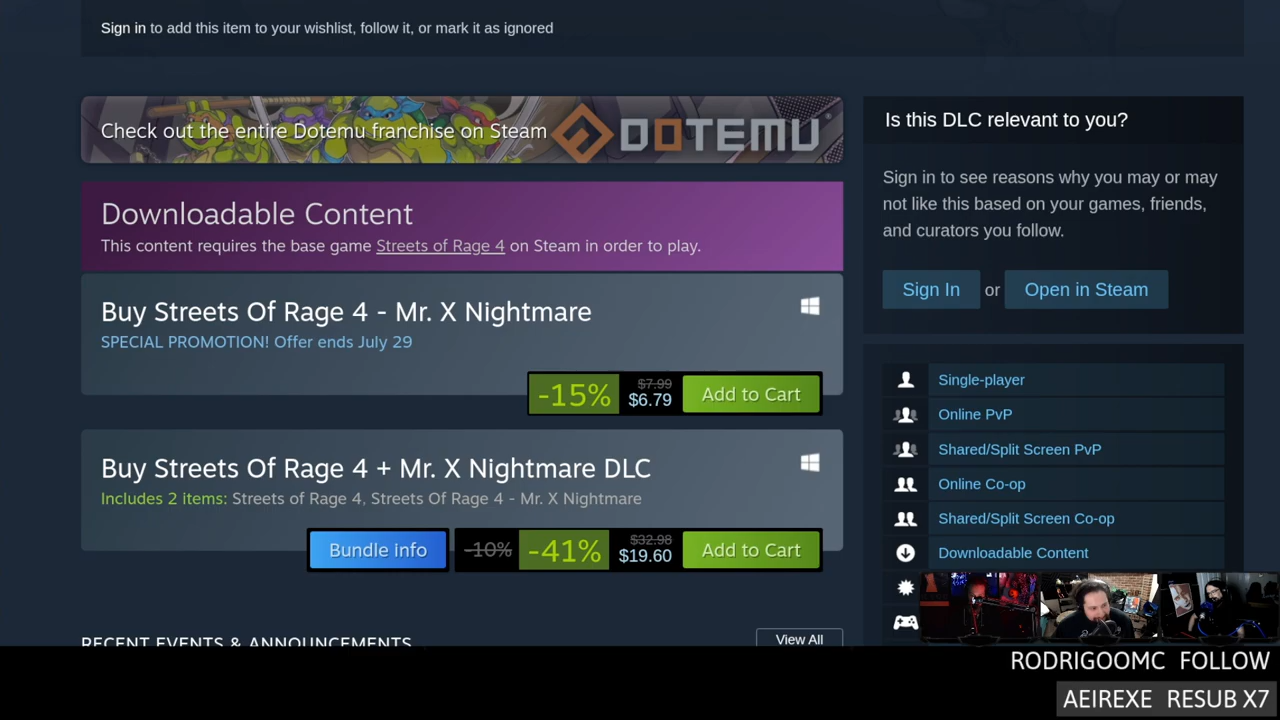 Sign in to add this item to your wishlist, follow it, or mark it as ignored
Check out the entire Dotemu franchise on Steam
DOTEMU
Downloadable Content
This content requires the base game Streets of Rage 4 on Steam in order to play.
Buy Streets Of Rage 4 - Mr. X Nightmare
SPECIAL PROMOTION! Offer ends July 29
-15% $7.99 $6.79 Add to Cart
Buy Streets Of Rage 4 + Mr. X Nightmare DLC
Includes 2 items: Streets of Rage 4, Streets Of Rage 4 - Mr. X Nightmare
Bundle info -10% -41% $32.98 $19.60 Add to Cart
RECENT EVENTS & ANNOUNCEMENTS View All
Is this DLC relevant to you?
Sign in to see reasons why you may or may
not like this based on your games, friends,
and curators you follow.
Sign In or Open in Steam
Single-player
Online PvP
Shared/Split Screen PvP
Online Co-op
Shared/Split Screen Co-op
Downloadable Content
RODRIGOOMC FOLLOW
AEIREXE RESUB X7